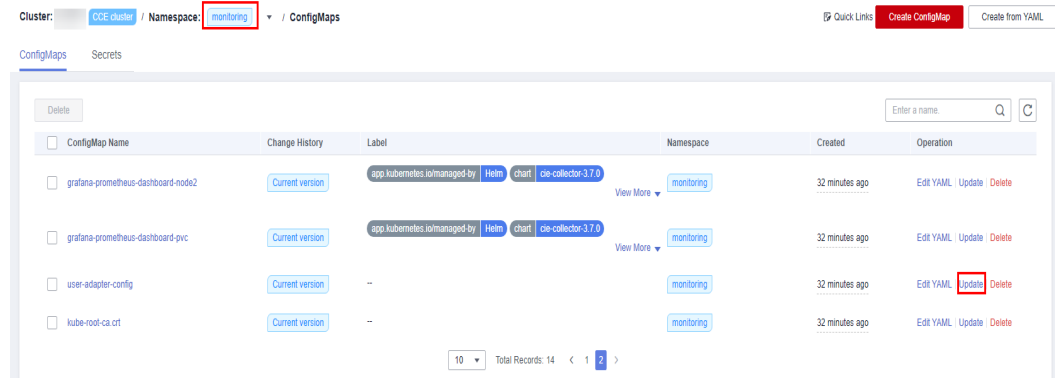 Cluster: CCE cluster / Namespace: monitoring / ConfigMaps Quick Links Create ConfigMap Create from YAML
ConfigMaps Secrets
Delete Enter a name.
ConfigMap Name Change History Label Namespace Created Operation
grafana-prometheus-dashboard-node2 Current version app.kubernetes.io/managed-by Helm chart cie-collector-3.7.0 View More monitoring 32 minutes ago Edit YAML Update Delete
grafana-prometheus-dashboard-pvc Current version app.kubernetes.io/managed-by Helm chart cie-collector-3.7.0 View More monitoring 32 minutes ago Edit YAML Update Delete
user-adapter-config Current version -- monitoring 32 minutes ago Edit YAML Update Delete
kube-root-ca.crt Current version -- monitoring 32 minutes ago Edit YAML Update Delete
10 Total Records: 14 < 1 2 >